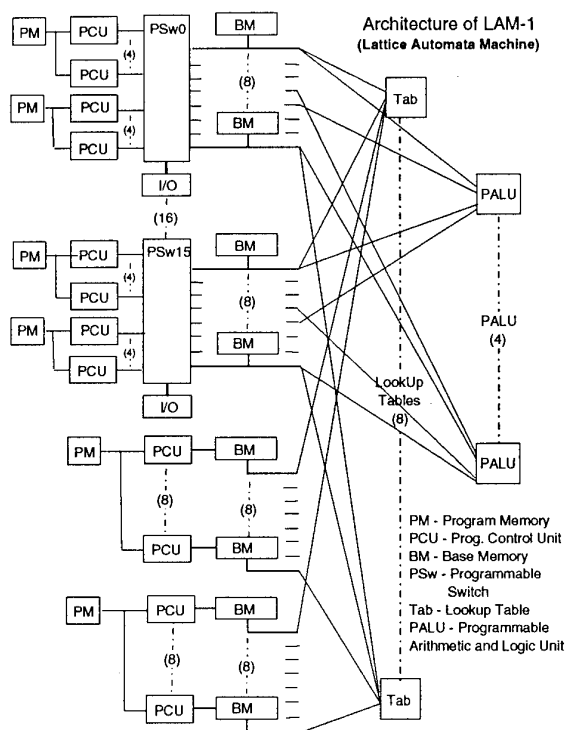 Architecture of LAM-1
(Lattice Automata Machine)
PM
PCU
PSw0
BM
(4)
(8)
PCU
Tab
PM
PCU
BM
(4)
PCU
I/O
PALU
(16)
PM
PCU
PSw15
BM
(4)
(8)
PCU
PM
PCU
BM
PALU
(4)
(4)
PCU
LookUp
Tables
(8)
I/O
PM
PCU
BM
PALU
(8)
(8)
PCU
BM
PM - Program Memory
PCU - Prog. Control Unit
BM - Base Memory
PSw - Programmable
Switch
Tab - Lookup Table
PALU - Programmable
Arithmetic and Logic Unit
PM
PCU
BM
(8)
(8)
PCU
BM
Tab